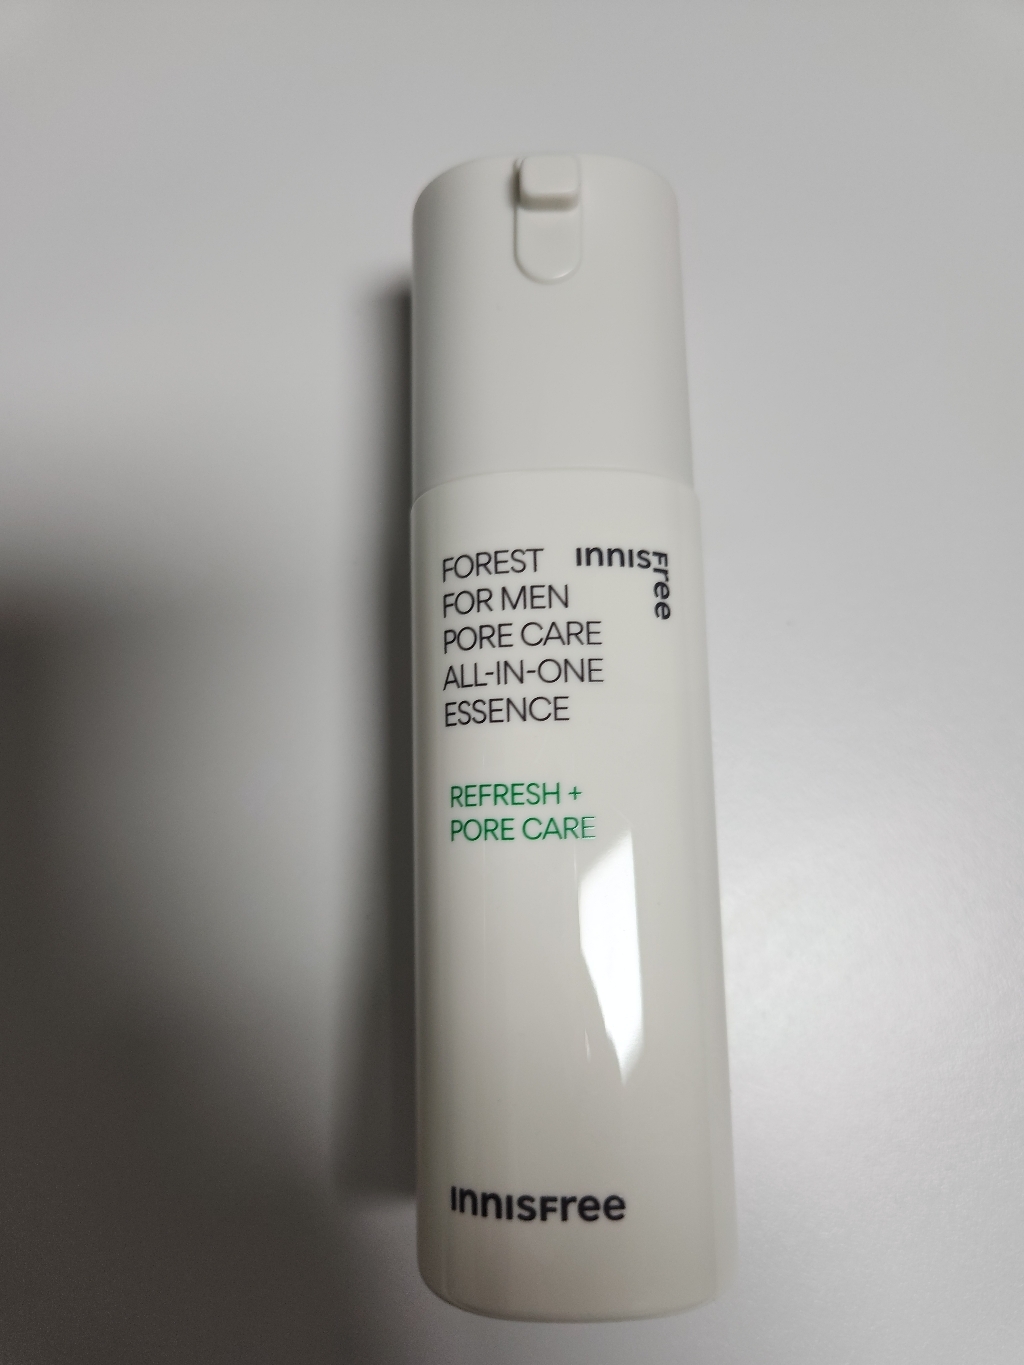 FOREST
FOR MEN
PORE CARE
ALL-IN-ONE
ESSENCE
innisfree
REFRESH +
PORE CARE
innisfree